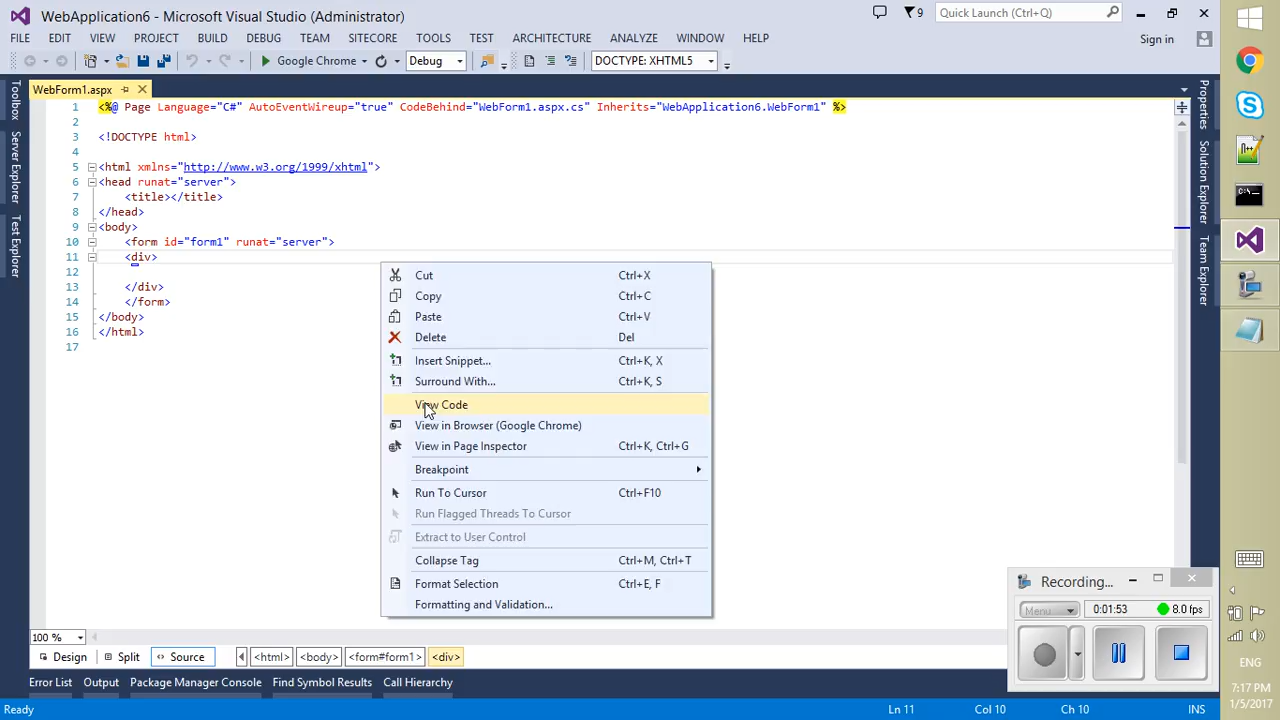 WebApplication6 - Microsoft Visual Studio (Administrator)
9
Quick Launch (Ctrl+Q)
FILE EDIT VIEW PROJECT BUILD DEBUG TEAM SITECORE TOOLS TEST ARCHITECTURE ANALYZE WINDOW HELP
Sign in
Google Chrome Debug DOCTYPE: XHTML5
WebForm1.aspx
Toolbox
Server Explorer
Test Explorer
1 <%@ Page Language="C#" AutoEventWireup="true" CodeBehind="WebForm1.aspx.cs" Inherits="WebApplication6.WebForm1" %>
2
3 <!DOCTYPE html>
4
5 <html xmlns="http://www.w3.org/1999/xhtml">
6 <head runat="server">
7 <title></title>
8 </head>
9 <body>
10 <form id="form1" runat="server">
11 <div>
12
13 </div>
14 </form>
15 </body>
16 </html>
17
Cut Ctrl+X
Copy Ctrl+C
Paste Ctrl+V
Delete Del
Insert Snippet... Ctrl+K, X
Surround With... Ctrl+K, S
View Code
View in Browser (Google Chrome)
View in Page Inspector Ctrl+K, Ctrl+G
Breakpoint
Run To Cursor Ctrl+F10
Run Flagged Threads To Cursor
Extract to User Control
Collapse Tag Ctrl+M, Ctrl+T
Format Selection Ctrl+E, F
Formatting and Validation...
Properties
Solution Explorer
Team Explorer
Recording...
Menu 0:01:53 8.0 fps
100 %
Design Split Source <html> <body> <form#form1> <div>
Error List Output Package Manager Console Find Symbol Results Call Hierarchy
Ln 11 Col 10 Ch 10 INS
ENG
7:17 PM
1/5/2017